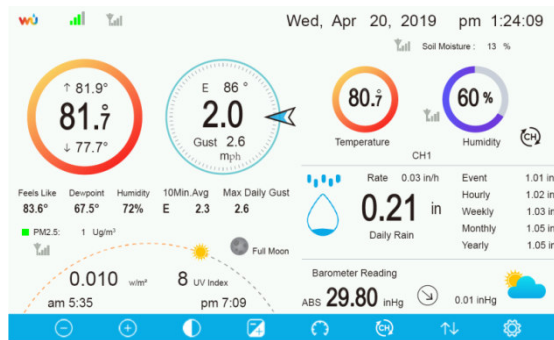 wu
Wed, Apr 20, 2019 pm 1:24:09
Soil Moisture : 13 %
↑ 81.9°
81.7°
↓ 77.7°
E 86 °
2.0
Gust 2.6
mph
80.7°
Temperature
60 %
Humidity
CH
CH1
Feels Like Dewpoint Humidity 10Min.Avg Max Daily Gust
83.6° 67.5° 72% E 2.3 2.6
PM2.5: 1 Ug/m³
Full Moon
0.010 w/m² 8 UV Index
am 5:35 pm 7:09
Rate 0.03 in/h
0.21 in
Daily Rain
Event 1.01 in
Hourly 1.02 in
Weekly 1.03 in
Monthly 1.05 in
Yearly 1.05 in
Barometer Reading
ABS 29.80 inHg 0.01 inHg
CH